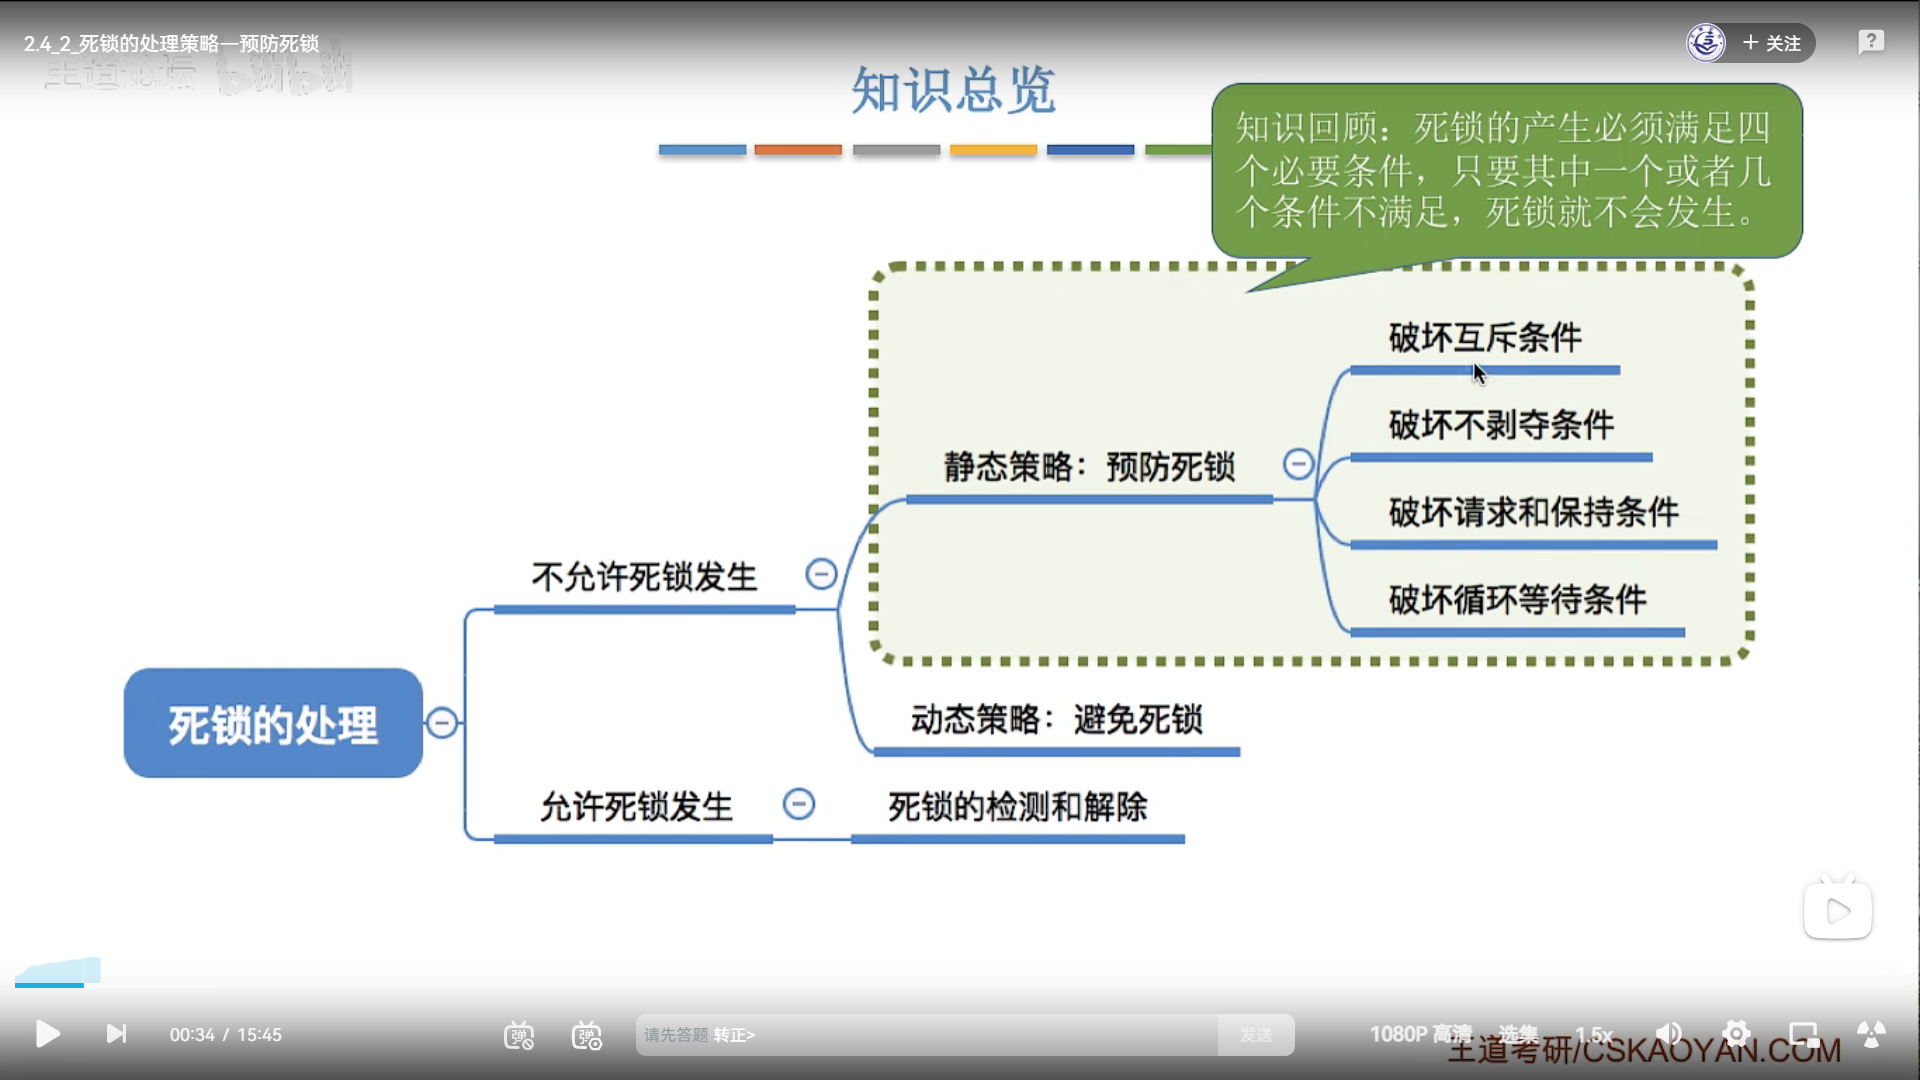 2.4_2_死锁的处理策略—预防死锁
关注
王道论坛 bilibili
知识总览
知识回顾：死锁的产生必须满足四
个必要条件，只要其中一个或者几
个条件不满足，死锁就不会发生。
破坏互斥条件
破坏不剥夺条件
静态策略：预防死锁
破坏请求和保持条件
不允许死锁发生
破坏循环等待条件
死锁的处理
动态策略：避免死锁
允许死锁发生
死锁的检测和解除
00:34 / 15:45
弹
弹
请先答题 转正>
发送
1080P 高清
选集
1.5x
王道考研/CSKAOYAN.COM